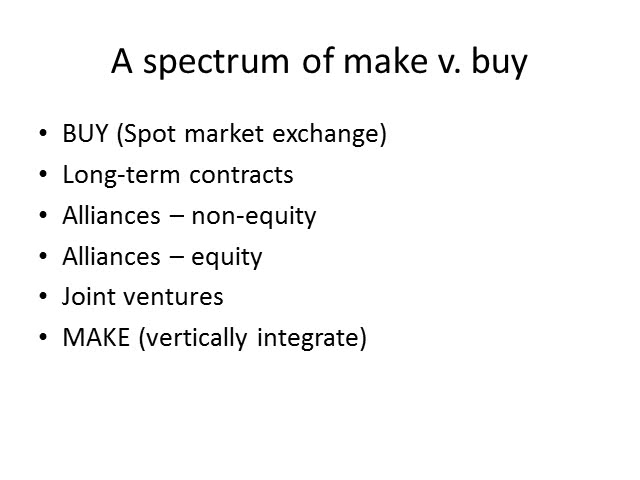 A spectrum of make v. buy
• BUY (Spot market exchange)
• Long-term contracts
• Alliances – non-equity
• Alliances – equity
• Joint ventures
• MAKE (vertically integrate)